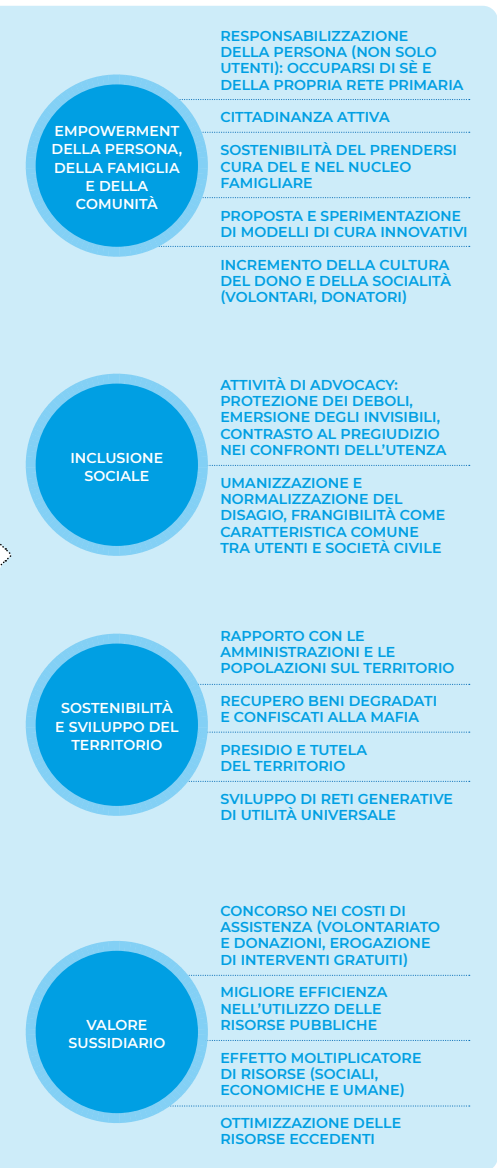 EMPOWERMENT
DELLA PERSONA,
DELLA FAMIGLIA
E DELLA
COMUNITÀ
RESPONSABILIZZAZIONE
DELLA PERSONA (NON SOLO
UTENTI): OCCUPARSI DI SÈ E
DELLA PROPRIA RETE PRIMARIA
CITTADINANZA ATTIVA
SOSTENIBILITÀ DEL PRENDERSI
CURA DEL E NEL NUCLEO
FAMIGLIARE
PROPOSTA E SPERIMENTAZIONE
DI MODELLI DI CURA INNOVATIVI
INCREMENTO DELLA CULTURA
DEL DONO E DELLA SOCIALITÀ
(VOLONTARI, DONATORI)
INCLUSIONE
SOCIALE
ATTIVITÀ DI ADVOCACY:
PROTEZIONE DEI DEBOLI,
EMERSIONE DEGLI INVISIBILI,
CONTRASTO AL PREGIUDIZIO
NEI CONFRONTI DELL'UTENZA
UMANIZZAZIONE E
NORMALIZZAZIONE DEL
DISAGIO, FRANGIBILITÀ COME
CARATTERISTICA COMUNE
TRA UTENTI E SOCIETÀ CIVILE
SOSTENIBILITÀ
E SVILUPPO DEL
TERRITORIO
RAPPORTO CON LE
AMMINISTRAZIONI E LE
POPOLAZIONI SUL TERRITORIO
RECUPERO BENI DEGRADATI
E CONFISCATI ALLA MAFIA
PRESIDIO E TUTELA
DEL TERRITORIO
SVILUPPO DI RETI GENERATIVE
DI UTILITÀ UNIVERSALE
VALORE
SUSSIDIARIO
CONCORSO NEI COSTI DI
ASSISTENZA (VOLONTARIATO
E DONAZIONI, EROGAZIONE
DI INTERVENTI GRATUITI)
MIGLIORE EFFICIENZA
NELL'UTILIZZO DELLE
RISORSE PUBBLICHE
EFFETTO MOLTIPLICATORE
DI RISORSE (SOCIALI,
ECONOMICHE E UMANE)
OTTIMIZZAZIONE DELLE
RISORSE ECCEDENTI